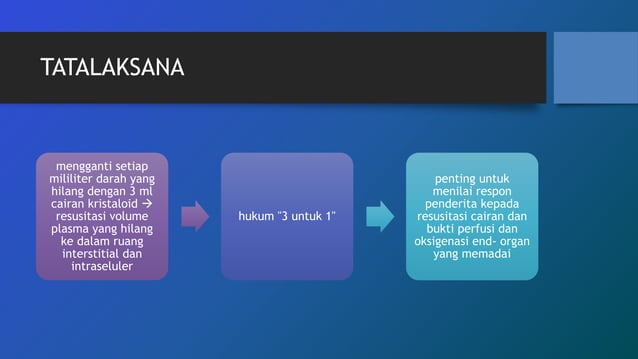 TATALAKSANA
mengganti setiap
mililiter darah yang
hilang dengan 3 ml
cairan kristaloid →
resusitasi volume
plasma yang hilang
ke dalam ruang
interstitial dan
intraseluler
hukum "3 untuk 1"
penting untuk
menilai respon
penderita kepada
resusitasi cairan dan
bukti perfusi dan
oksigenasi end- organ
yang memadai